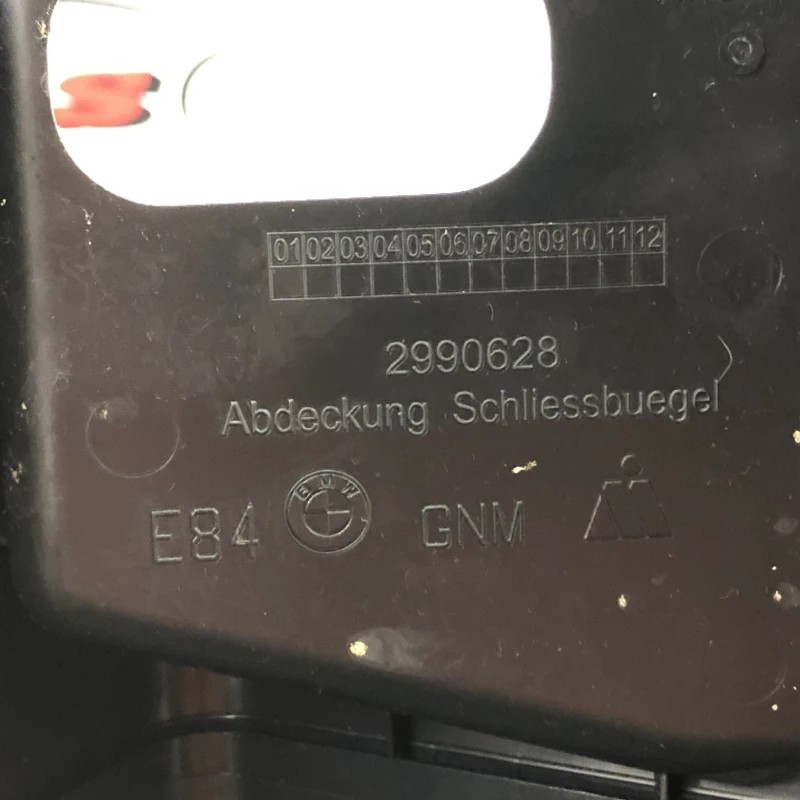 01 02 03 04 05 06 07 08 09 10 11 12
2990628
Abdeckung Schliessbuegel
E84 BMW GNM